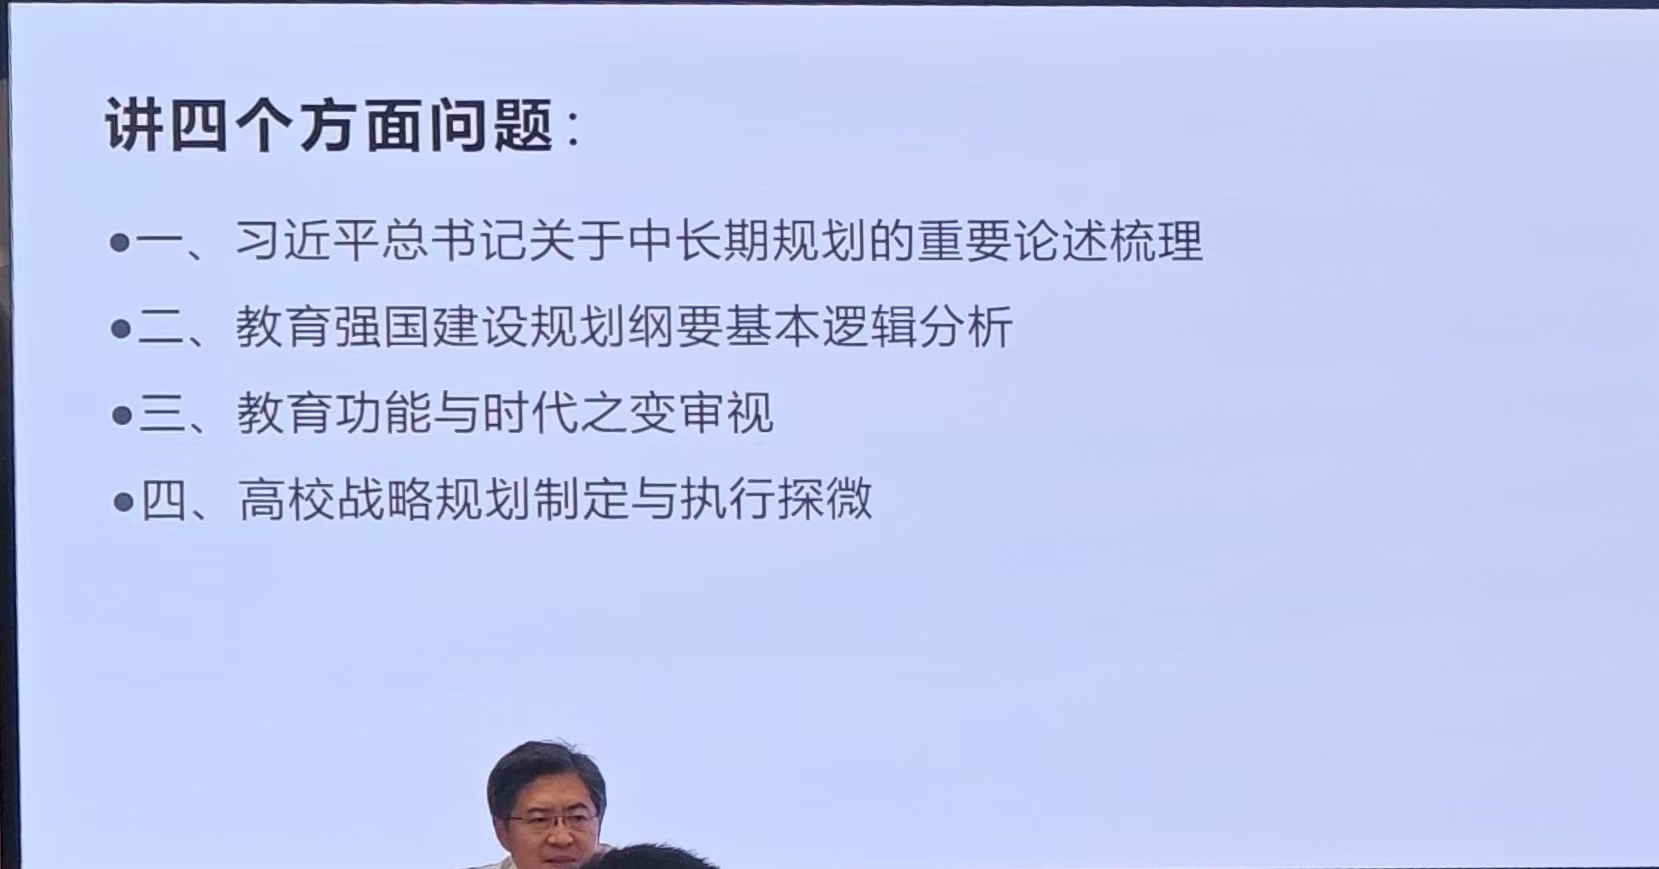 讲四个方面问题：
●一、习近平总书记关于中长期规划的重要论述梳理
●二、教育强国建设规划纲要基本逻辑分析
●三、教育功能与时代之变审视
●四、高校战略规划制定与执行探微